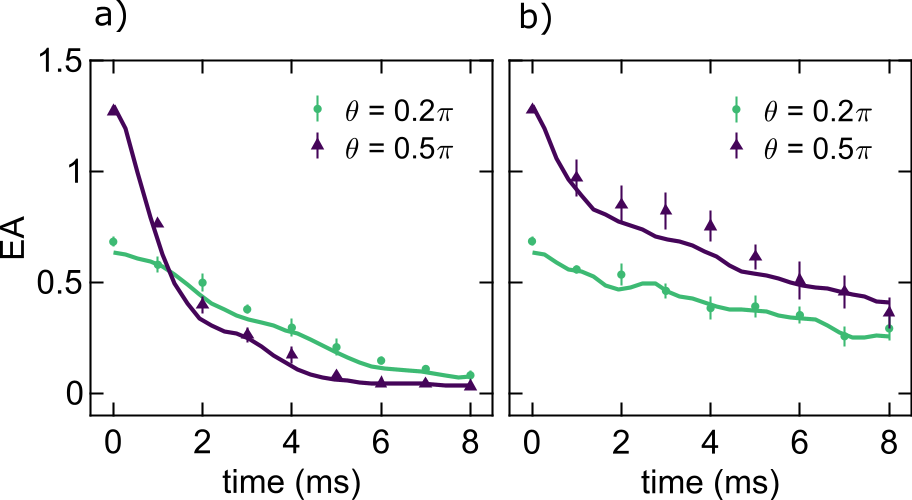 a)
b)
1.5
1
0.5
0
EA
θ = 0.2π
θ = 0.5π
θ = 0.2π
θ = 0.5π
0 2 4 6 8
0 2 4 6 8
time (ms)
time (ms)